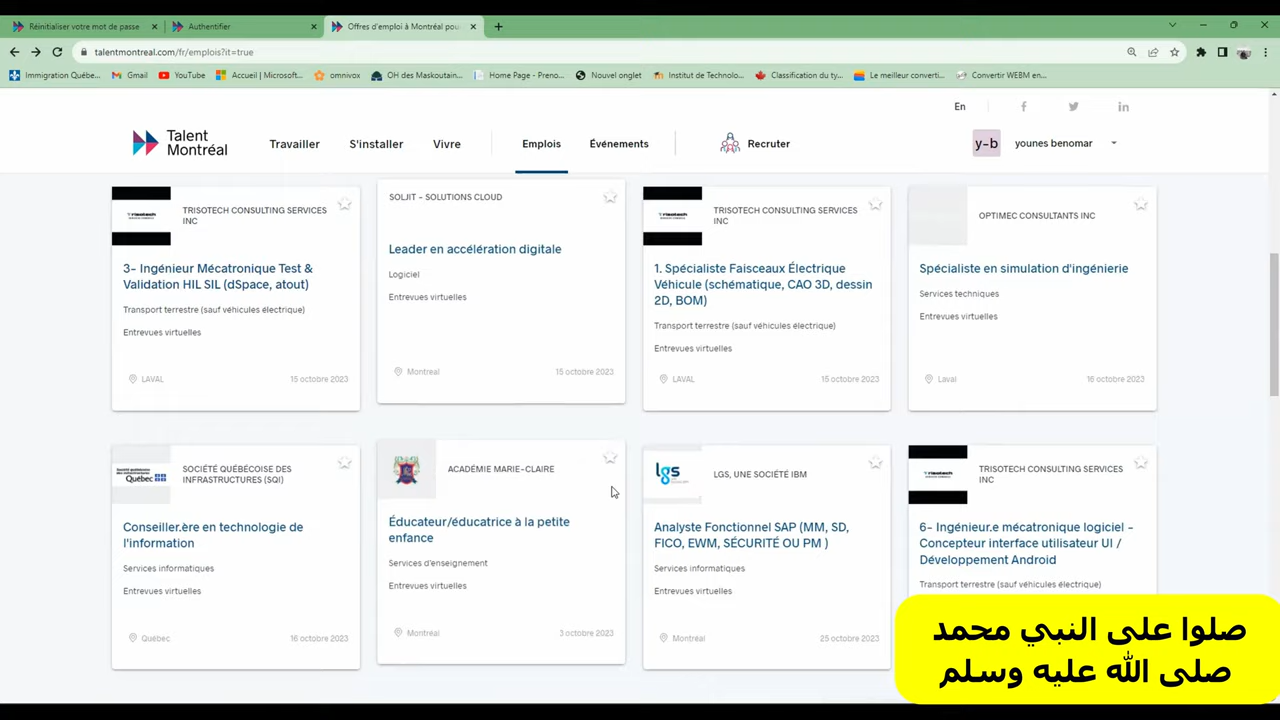 Réinitialiser votre mot de passe
Authentifier
Offres d'emploi à Montréal pou
talentmontreal.com/fr/emplois?it=true
Immigration Québe...
Gmail
YouTube
Accueil | Microsoft...
omnivox
OH des Maskoutain...
Home Page - Preno...
Nouvel onglet
Institut de Technolo...
Classification du ty...
Le meilleur converti...
Convertir WEBM en...
En
Talent
Montréal
Travailler
S'installer
Vivre
Emplois
Événements
Recruter
y-b
younes benomar
TRISOTECH CONSULTING SERVICES
INC
3- Ingénieur Mécatronique Test &
Validation HIL SIL (dSpace, atout)
Transport terrestre (sauf véhicules électrique)
Entrevues virtuelles
LAVAL
15 octobre 2023
SOLJIT - SOLUTIONS CLOUD
Leader en accélération digitale
Logiciel
Entrevues virtuelles
Montreal
15 octobre 2023
TRISOTECH CONSULTING SERVICES
INC
1. Spécialiste Faisceaux Électrique
Véhicule (schématique, CAO 3D, dessin
2D, BOM)
Transport terrestre (sauf véhicules électrique)
Entrevues virtuelles
LAVAL
15 octobre 2023
OPTIMEC CONSULTANTS INC
Spécialiste en simulation d'ingénierie
Services techniques
Entrevues virtuelles
Laval
16 octobre 2023
Québec
SOCIÉTÉ QUÉBÉCOISE DES
INFRASTRUCTURES (SQI)
Conseiller.ère en technologie de
l'information
Services informatiques
Entrevues virtuelles
Québec
16 octobre 2023
ACADÉMIE MARIE-CLAIRE
Éducateur/éducatrice à la petite
enfance
Services d'enseignement
Entrevues virtuelles
Montréal
3 octobre 2023
LGS
LGS, UNE SOCIÉTÉ IBM
Analyste Fonctionnel SAP (MM, SD,
FICO, EWM, SÉCURITÉ OU PM )
Services informatiques
Entrevues virtuelles
Montréal
25 octobre 2023
TRISOTECH CONSULTING SERVICES
INC
6- Ingénieur.e mécatronique logiciel -
Concepteur interface utilisateur UI /
Développement Android
Transport terrestre (sauf véhicules électrique)
صلوا على النبي محمد
صلى الله عليه وسلم